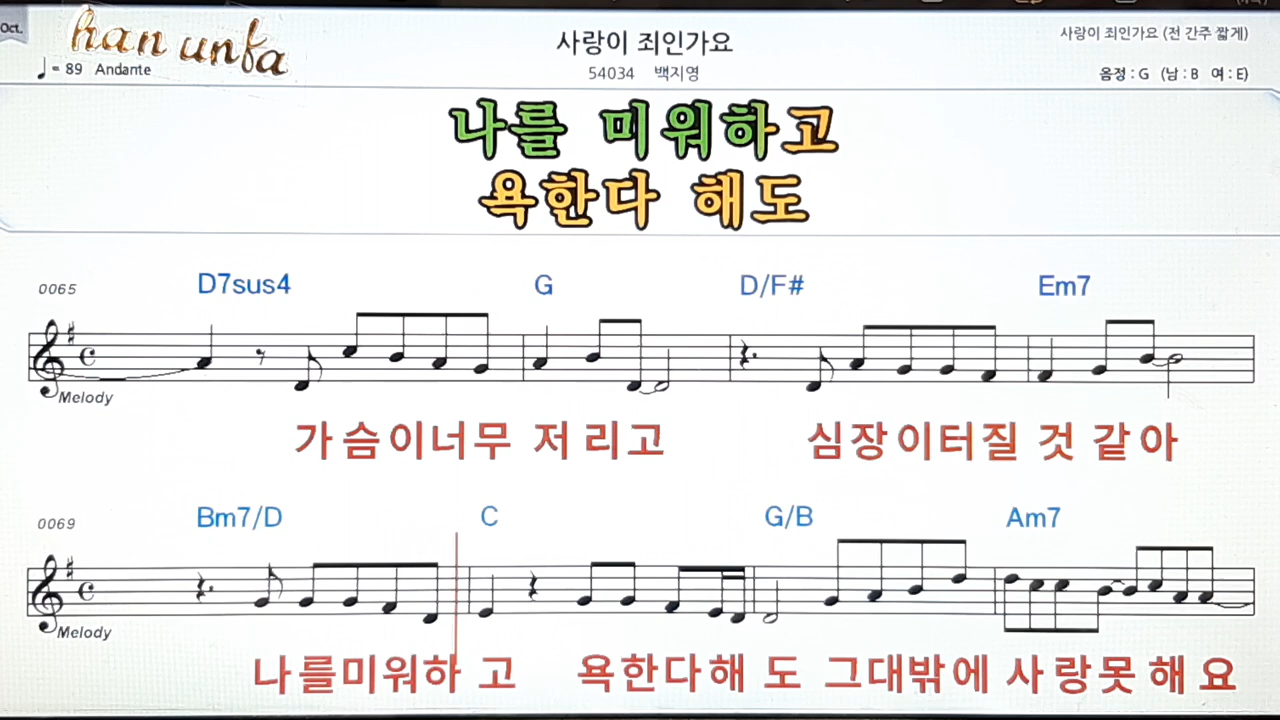 Oct.
han unfa
♩= 89 Andante
사랑이 죄인가요
54034 백지영
사랑이 죄인가요 (전 간주 짧게)
음정 : G (남 : B 여 : E)
나를 미워하고
욕한다 해도
0065 D7sus4 G D/F# Em7
Melody
가슴이너무 저리고 심장이터질 것 같아
0069 Bm7/D C G/B Am7
Melody
나를미워하 고 욕한다해 도 그대밖에 사랑못해요